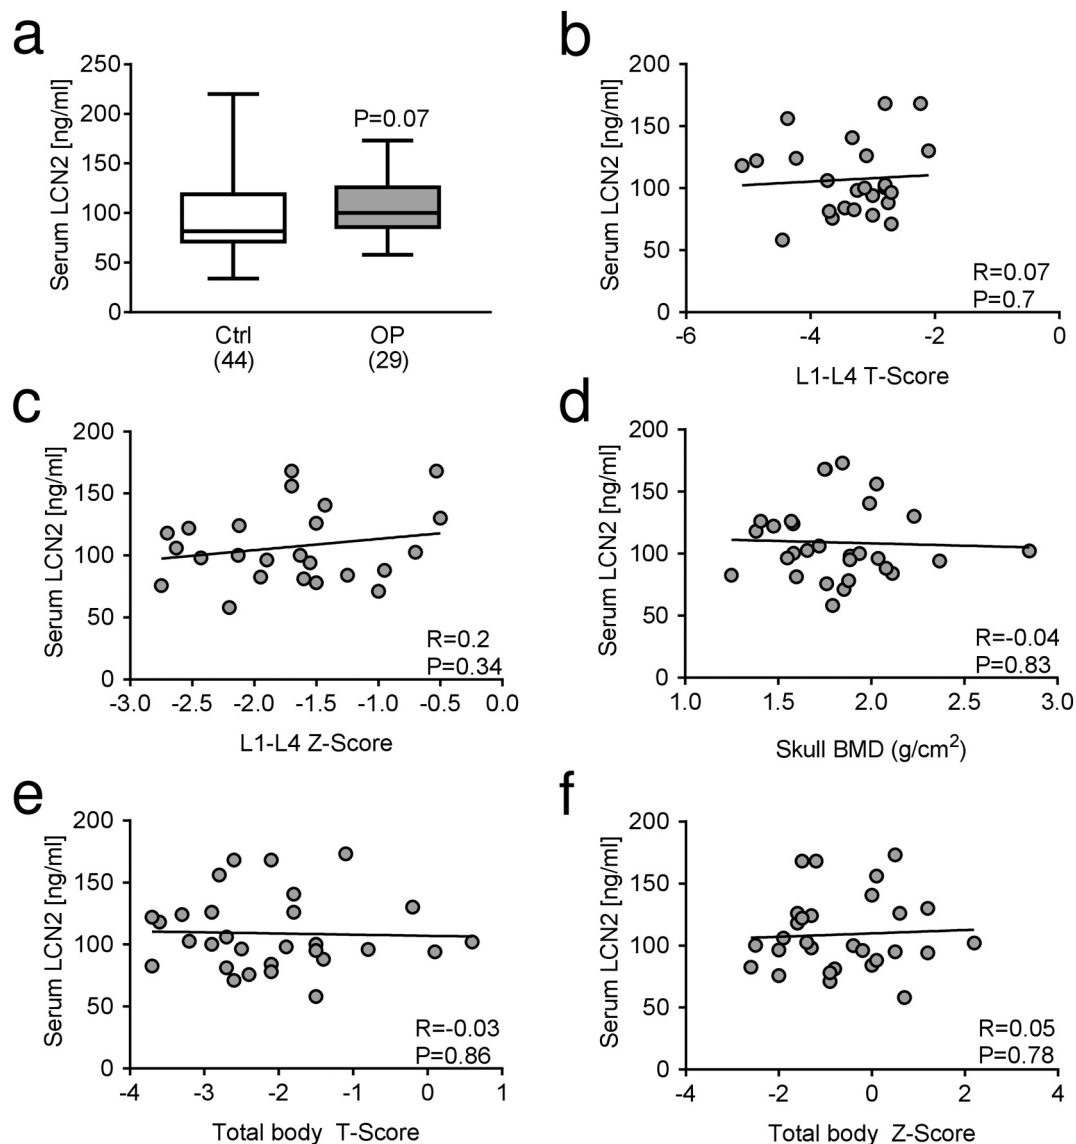 a
Serum LCN2 [ng/ml]
250
200
150
100
50
0
P=0.07
Ctrl
(44)
OP
(29)
b
Serum LCN2 [ng/ml]
200
150
100
50
0
R=0.07
P=0.7
-6 -4 -2 0
L1-L4 T-Score
c
Serum LCN2 [ng/ml]
200
150
100
50
0
R=0.2
P=0.34
-3.0 -2.5 -2.0 -1.5 -1.0 -0.5 0.0
L1-L4 Z-Score
d
Serum LCN2 [ng/ml]
200
150
100
50
0
R=-0.04
P=0.83
1.0 1.5 2.0 2.5 3.0
Skull BMD (g/cm²)
e
Serum LCN2 [ng/ml]
200
150
100
50
0
R=-0.03
P=0.86
-4 -3 -2 -1 0 1
Total body T-Score
f
Serum LCN2 [ng/ml]
200
150
100
50
0
R=0.05
P=0.78
-4 -2 0 2 4
Total body Z-Score